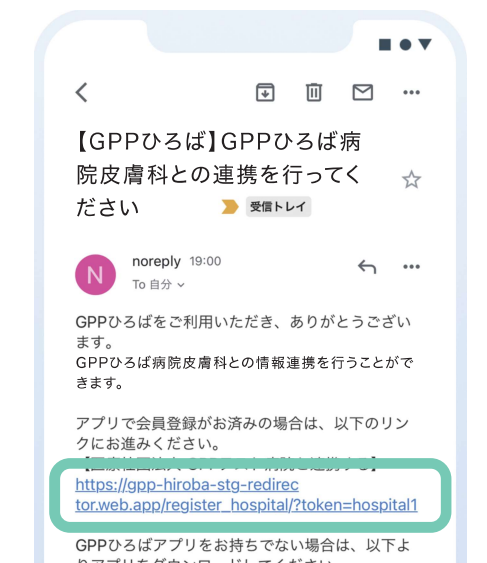 【GPPひろば】GPPひろば病
院皮膚科との連携を行ってく
ださい
受信トレイ
N
noreply 19:00
To 自分
GPPひろばをご利用いただき、ありがとうござい
ます。
GPPひろば病院皮膚科との情報連携を行うことがで
きます。
アプリで会員登録がお済みの場合は、以下のリン
クにお進みください。
https://gpp-hiroba-stg-redirec
tor.web.app/register_hospital/?token=hospital1
GPPひろばアプリをお持ちでない場合は、以下よ